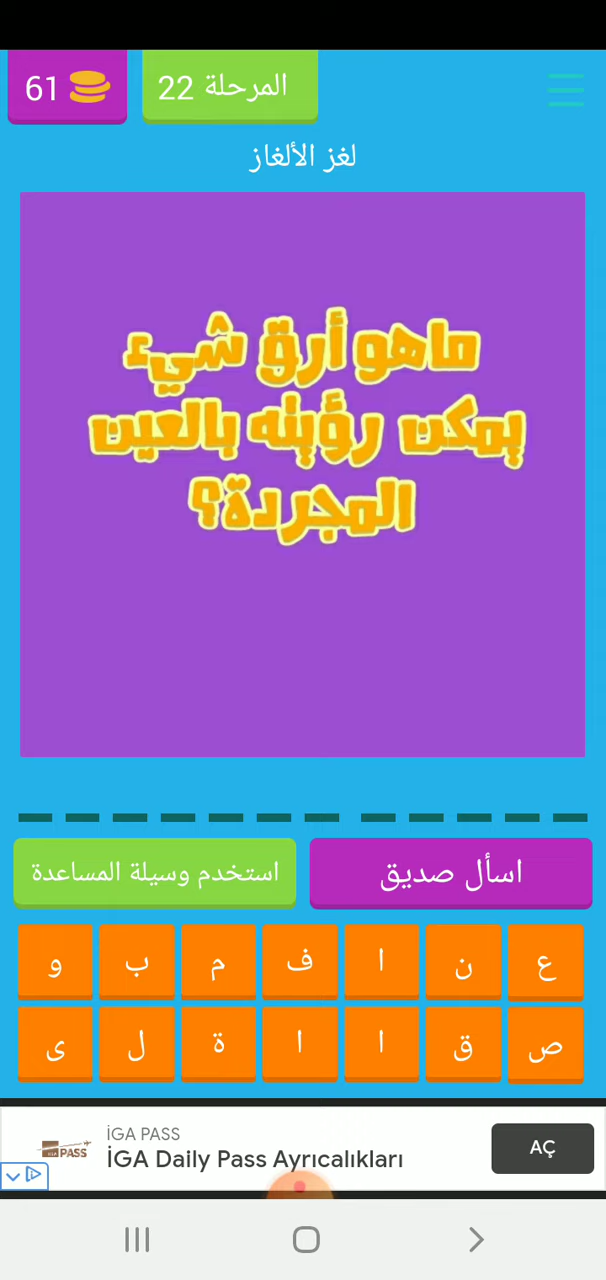 61
المرحلة 22
لغز الألغاز
ماهو أرق شيء
يمكن رؤيته بالعين
المجردة؟
اسأل صديق
استخدم وسيلة المساعدة
ع ن ا ف م ب و
ص ق ا ا ة ل ى
İGA PASS
PASS
İGA Daily Pass Ayrıcalıkları
AÇ